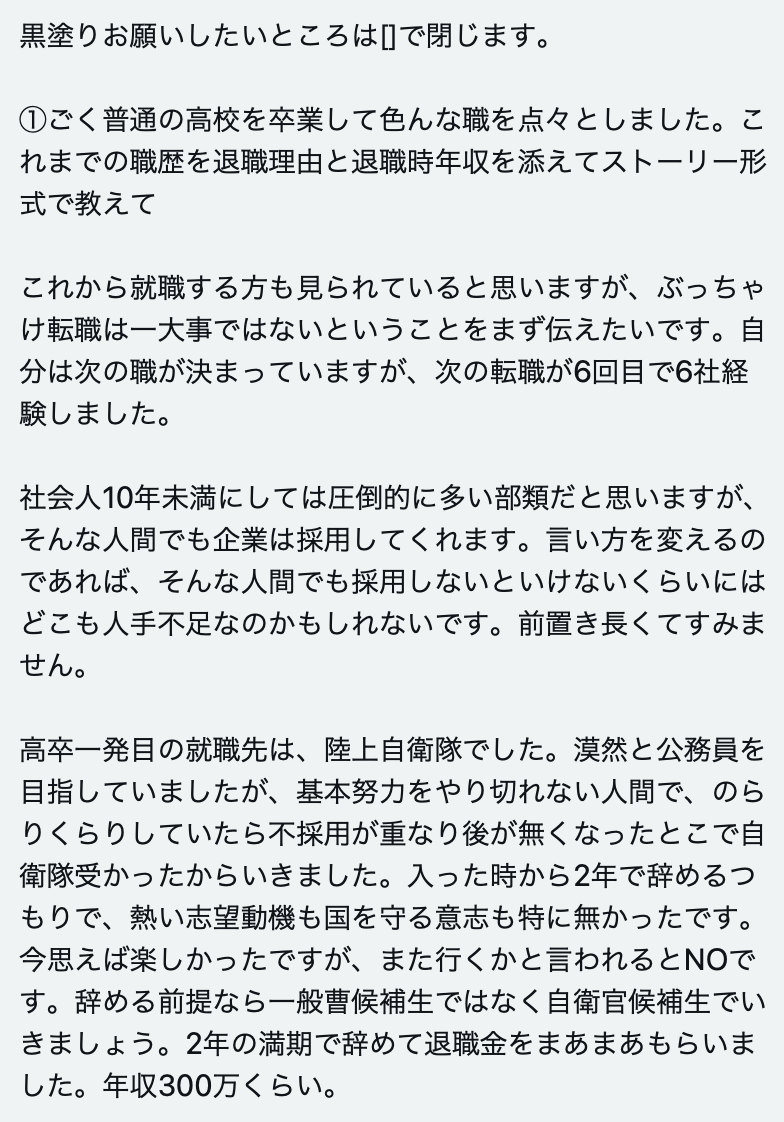 黒塗りお願いしたいところは[]で閉じます。
①ごく普通の高校を卒業して色んな職を点々としました。こ
れまでの職歴を退職理由と退職時年収を添えてストーリー形
式で教えて
これから就職する方も見られていると思いますが、ぶっちゃ
け転職は一大事ではないということをまず伝えたいです。自
分は次の職が決まっていますが、次の転職が6回目で6社経
験しました。
社会人10年未満にしては圧倒的に多い部類だと思いますが、
そんな人間でも企業は採用してくれます。言い方を変えるの
であれば、そんな人間でも採用しないといけないくらいには
どこも人手不足なのかもしれないです。前置き長くてすみま
せん。
高卒一発目の就職先は、陸上自衛隊でした。漠然と公務員を
目指していましたが、基本努力をやり切れない人間で、のら
りくらりしていたら不採用が重なり後が無くなったとこで自
衛隊受かったからいきました。入った時から2年で辞めるつ
もりで、熱い志望動機も国を守る意志も特に無かったです。
今思えば楽しかったですが、また行くかと言われるとNOで
す。辞める前提なら一般曹候補生ではなく自衛官候補生でい
きましょう。2年の満期で辞めて退職金をまあまあもらいま
した。年収300万くらい。